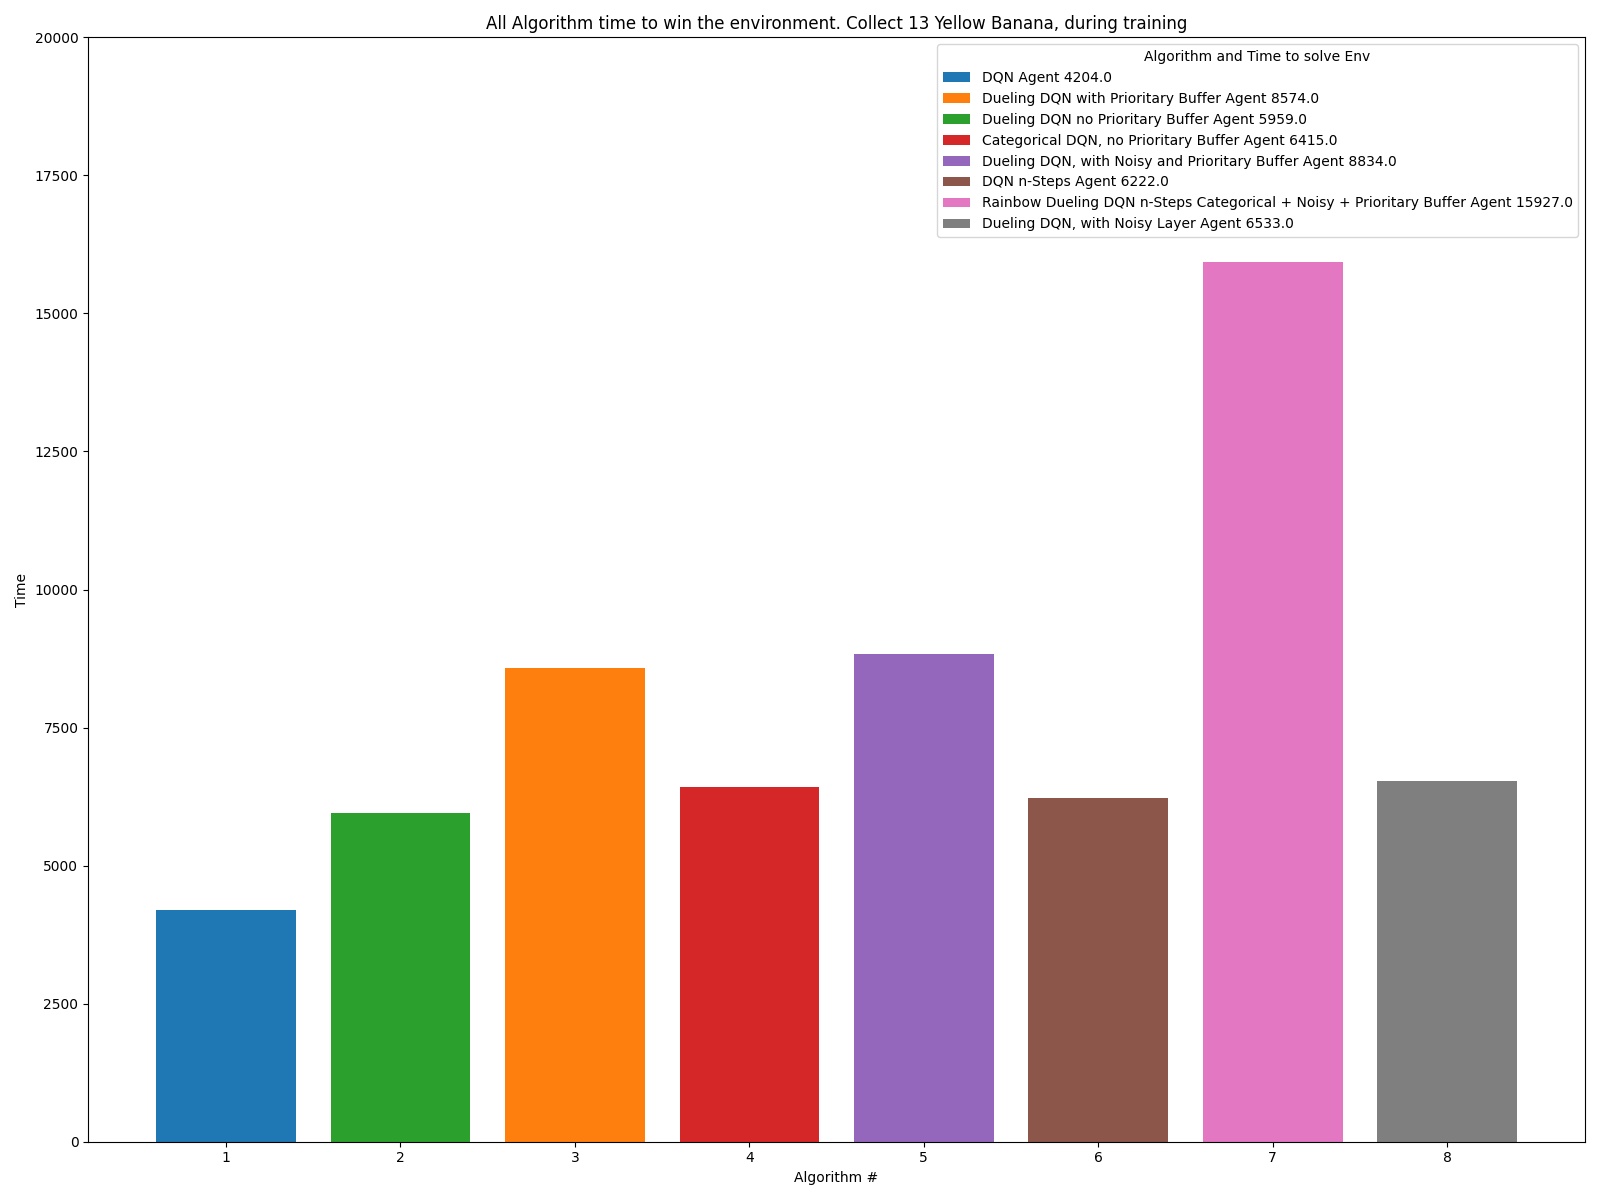 All Algorithm time to win the environment. Collect 13 Yellow Banana, during training
Algorithm and Time to solve Env
DQN Agent 4204.0
Dueling DQN with Prioritary Buffer Agent 8574.0
Dueling DQN no Prioritary Buffer Agent 5959.0
Categorical DQN, no Prioritary Buffer Agent 6415.0
Dueling DQN, with Noisy and Prioritary Buffer Agent 8834.0
DQN n-Steps Agent 6222.0
Rainbow Dueling DQN n-Steps Categorical + Noisy + Prioritary Buffer Agent 15927.0
Dueling DQN, with Noisy Layer Agent 6533.0
Time
20000
17500
15000
12500
10000
7500
5000
2500
0
1 2 3 4 5 6 7 8
Algorithm #